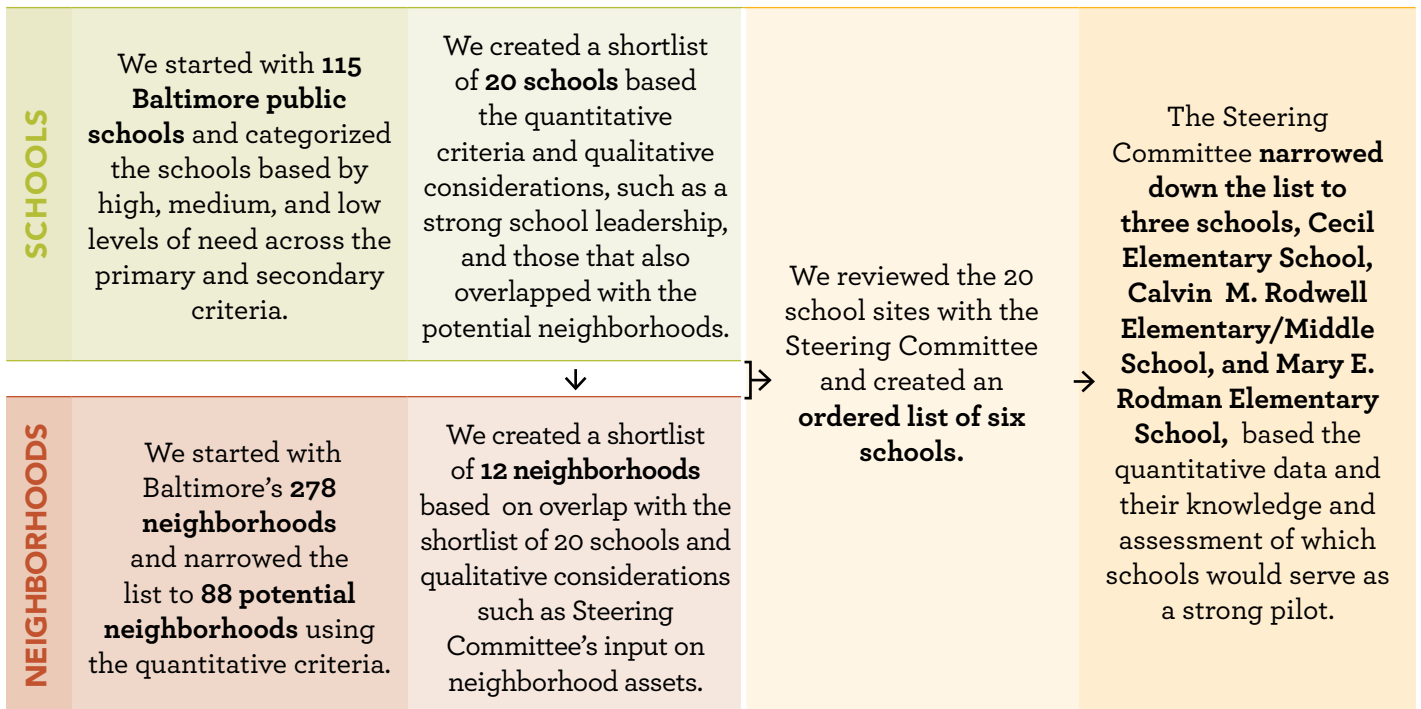 SCHOOLS
We started with 115
Baltimore public
schools and categorized
the schools based by
high, medium, and low
levels of need across the
primary and secondary
criteria.
We created a shortlist
of 20 schools based
the quantitative
criteria and qualitative
considerations, such as a
strong school leadership,
and those that also
overlapped with the
potential neighborhoods.
NEIGHBORHOODS
We started with
Baltimore’s 278
neighborhoods
and narrowed the
list to 88 potential
neighborhoods using
the quantitative criteria.
We created a shortlist
of 12 neighborhoods
based on overlap with the
shortlist of 20 schools and
qualitative considerations
such as Steering
Committee’s input on
neighborhood assets.
We reviewed the 20
school sites with the
Steering Committee
and created an
ordered list of six
schools.
The Steering
Committee narrowed
down the list to
three schools, Cecil
Elementary School,
Calvin M. Rodwell
Elementary/Middle
School, and Mary E.
Rodman Elementary
School, based the
quantitative data and
their knowledge and
assessment of which
schools would serve as
a strong pilot.